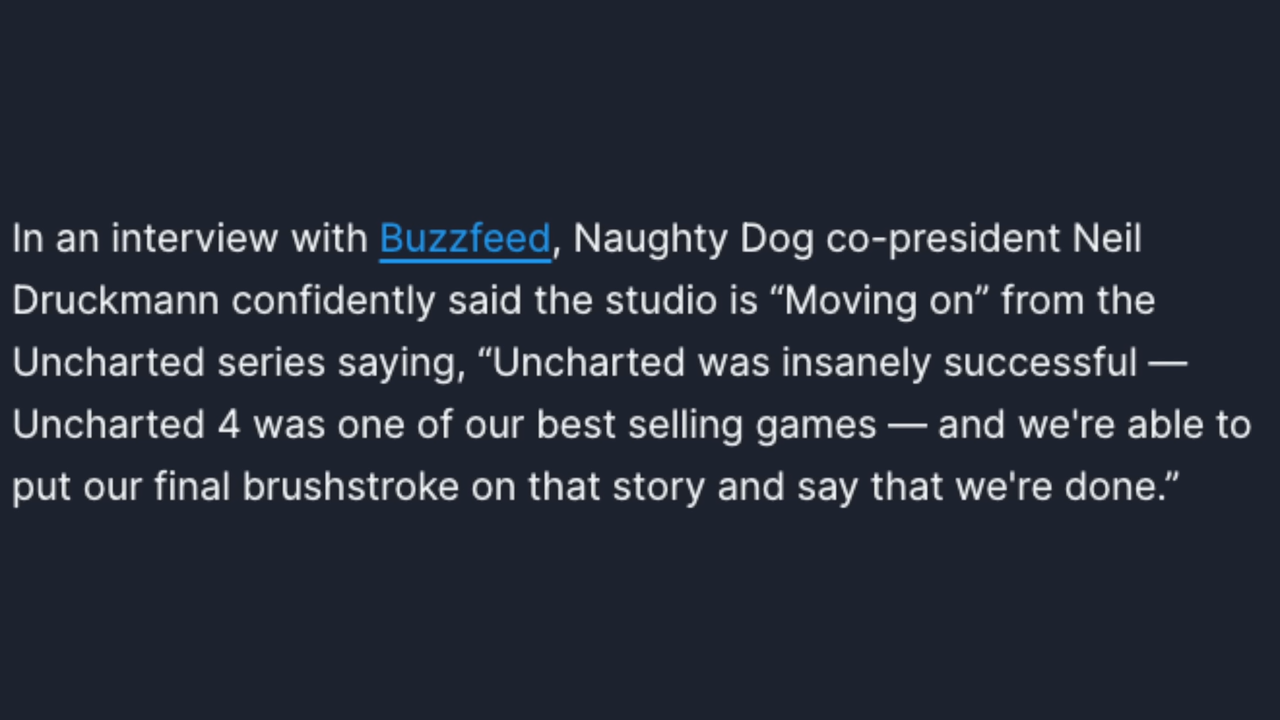 In an interview with Buzzfeed, Naughty Dog co-president Neil
Druckmann confidently said the studio is “Moving on” from the
Uncharted series saying, “Uncharted was insanely successful —
Uncharted 4 was one of our best selling games — and we're able to
put our final brushstroke on that story and say that we're done.”